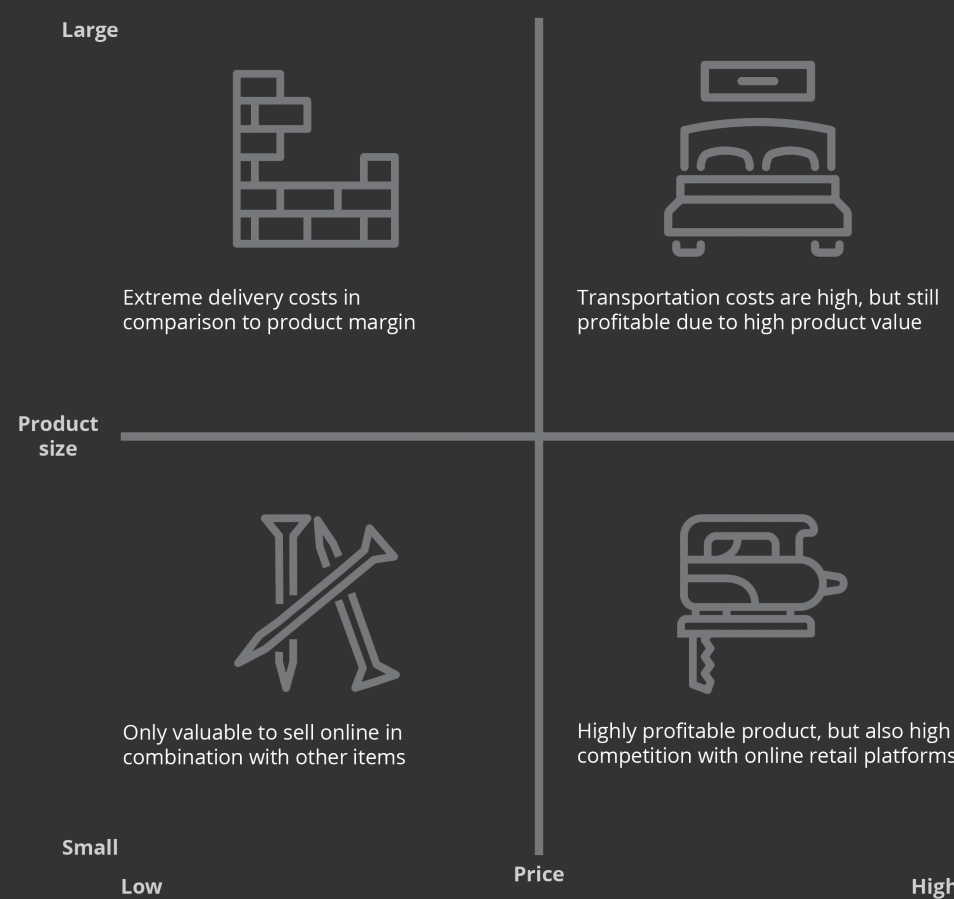 Large
Extreme delivery costs in
comparison to product margin
Transportation costs are high, but still
profitable due to high product value
Product
size
Only valuable to sell online in
combination with other items
Highly profitable product, but also high
competition with online retail platforms
Small
Low
Price
High